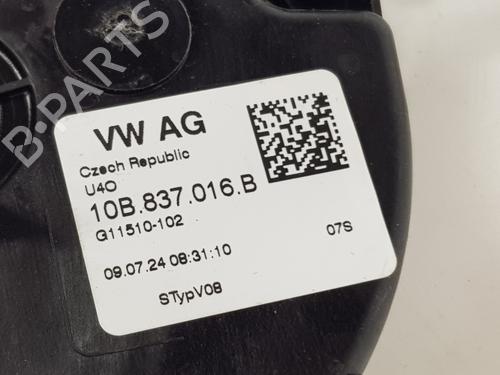 B-PARTS
VW AG
Czech Republic
U4O
10B.837.016.B
G11510-102
09.07.24 08:31:10
07S
STypV08